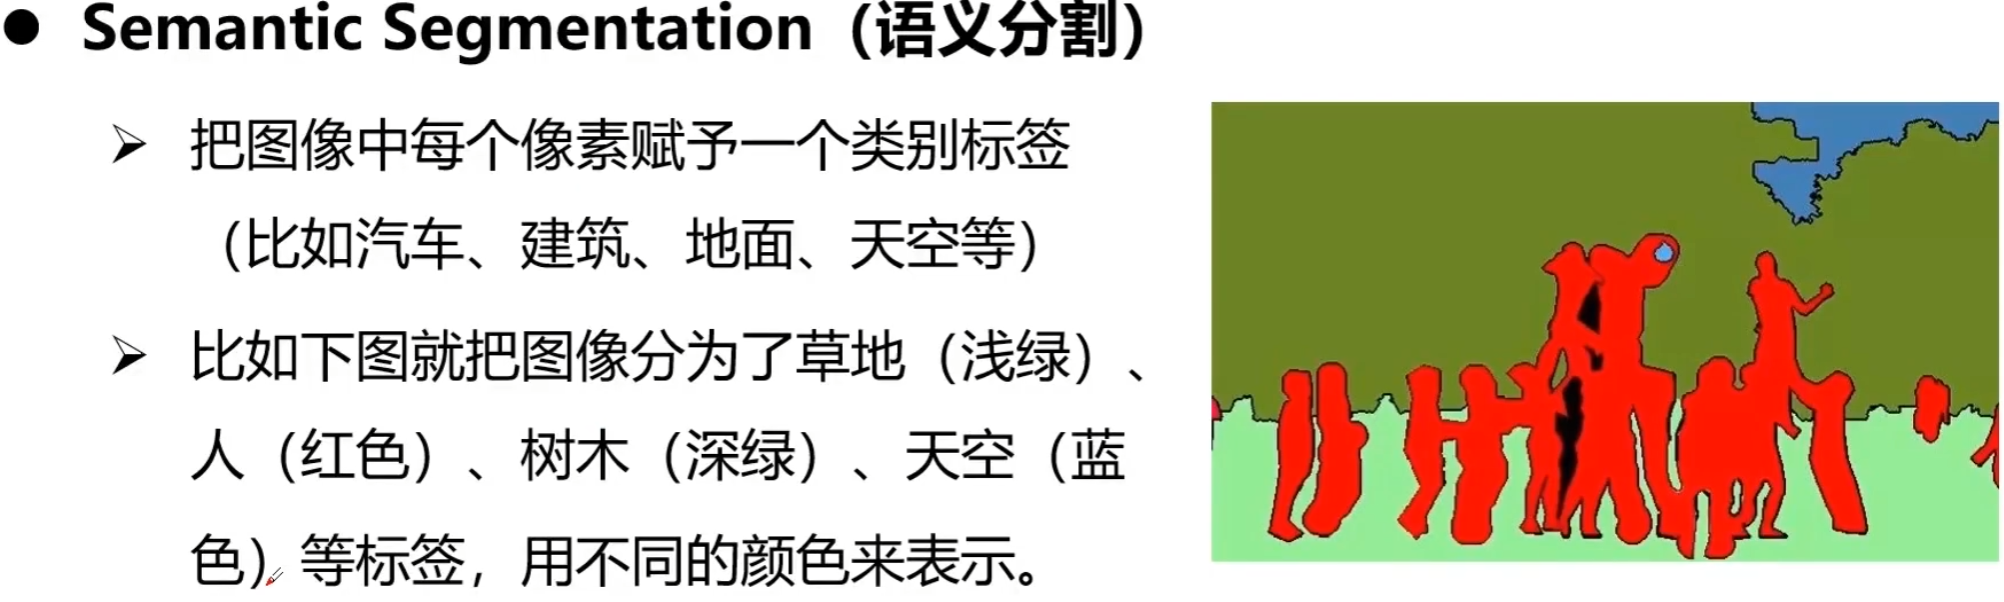 ● Semantic Segmentation（语义分割）
➢ 把图像中每个像素赋予一个类别标签
（比如汽车、建筑、地面、天空等）
➢ 比如下图就把图像分为了草地（浅绿）、
人（红色）、树木（深绿）、天空（蓝
色）等标签，用不同的颜色来表示。